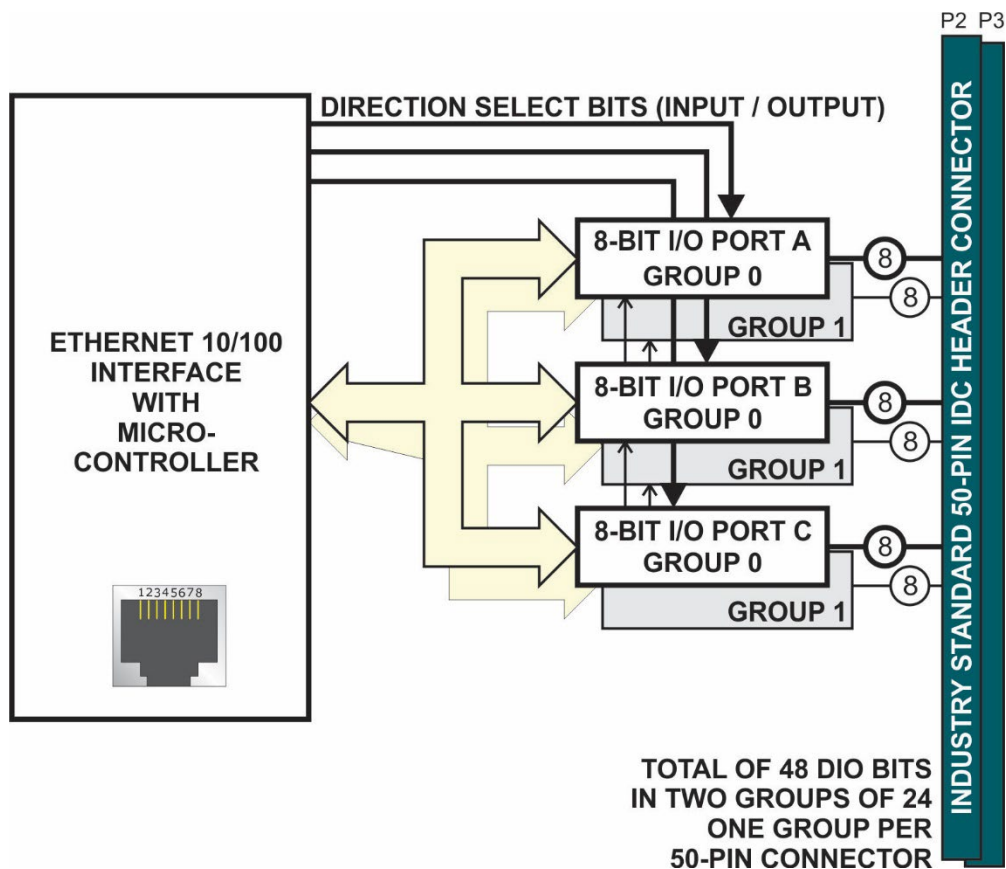 P2 P3
DIRECTION SELECT BITS (INPUT / OUTPUT)
8-BIT I/O PORT A
GROUP 0
8
8
GROUP 1
ETHERNET 10/100
INTERFACE
WITH
MICRO-
CONTROLLER
8-BIT I/O PORT B
GROUP 0
8
8
GROUP 1
8-BIT I/O PORT C
GROUP 0
8
8
GROUP 1
12345678
INDUSTRY STANDARD 50-PIN IDC HEADER CONNECTOR
TOTAL OF 48 DIO BITS
IN TWO GROUPS OF 24
ONE GROUP PER
50-PIN CONNECTOR